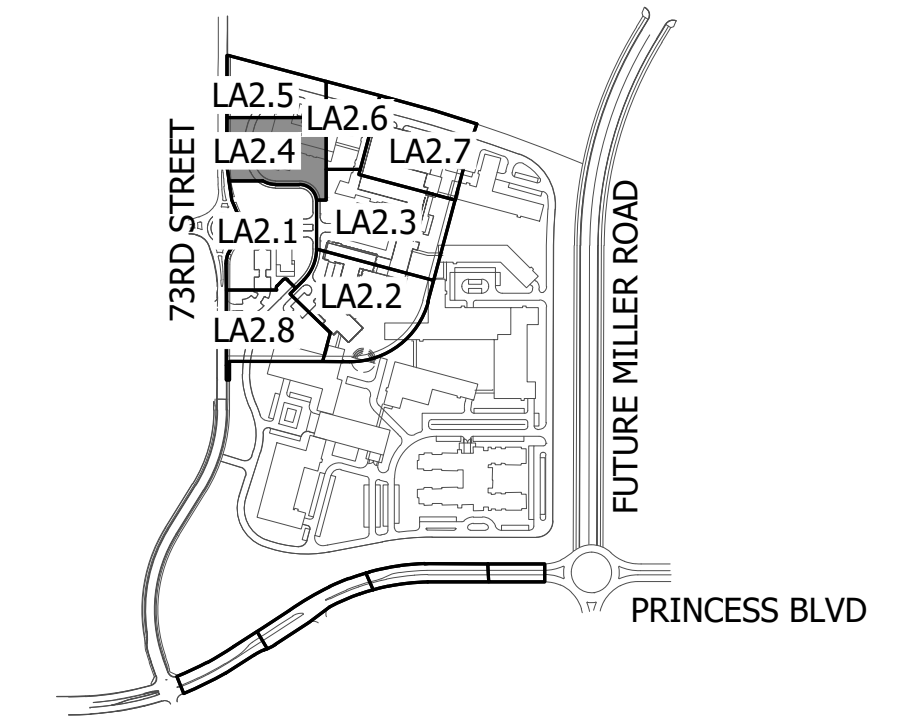 LA2.5
LA2.6
LA2.4
LA2.7
73RD STREET
LA2.1
LA2.3
LA2.2
LA2.8
FUTURE MILLER ROAD
PRINCESS BLVD